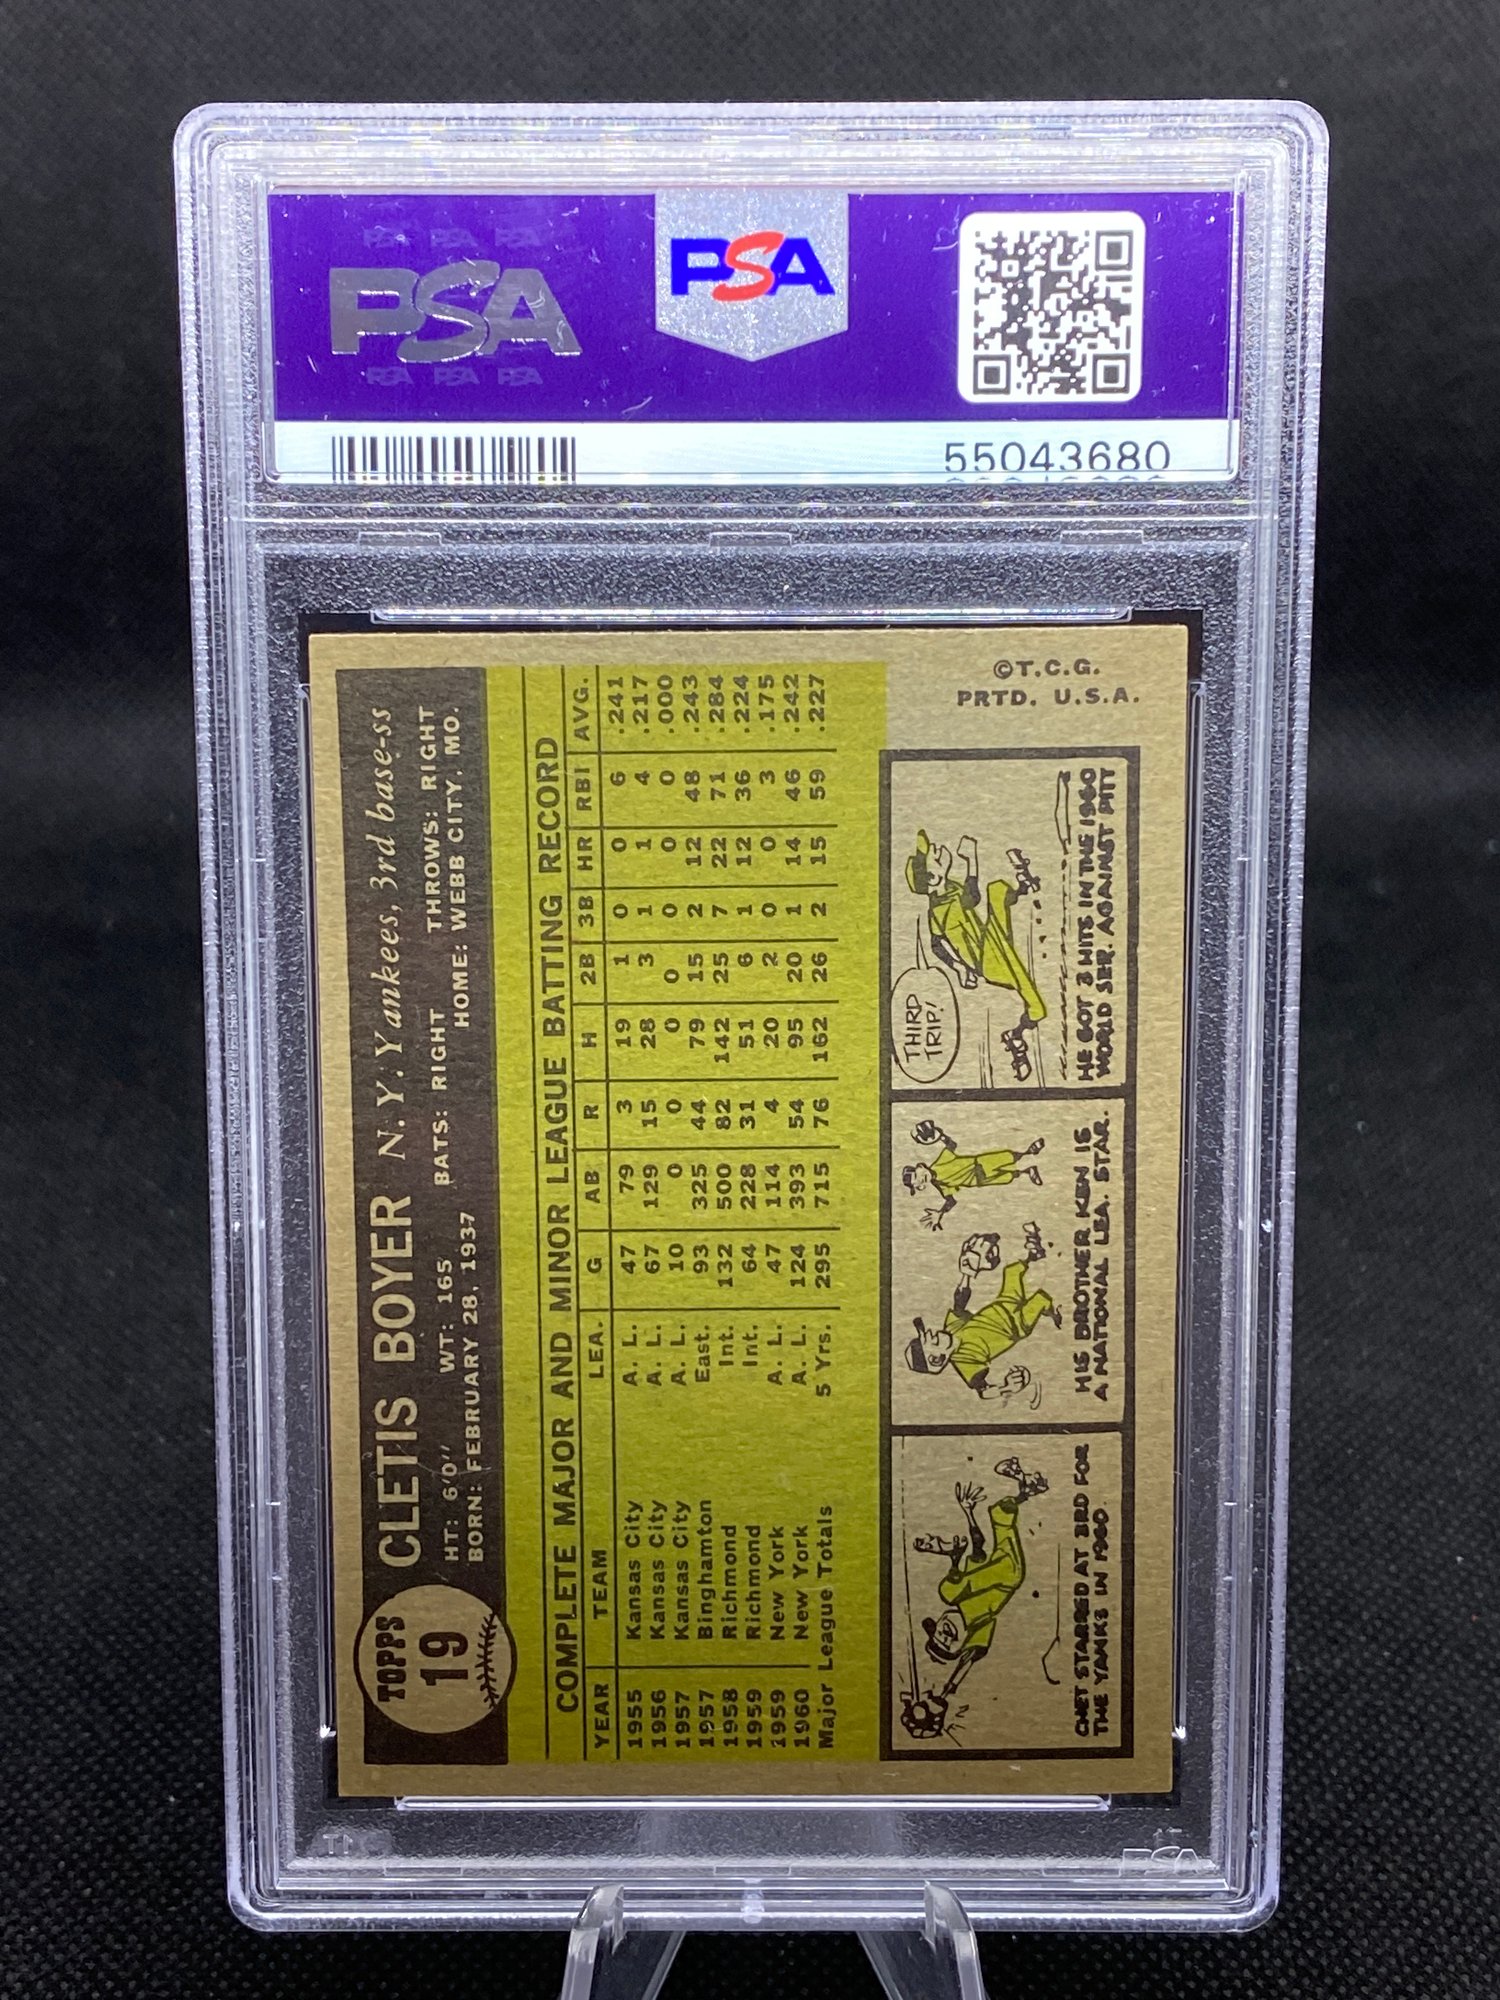 PSA PSA PSA
PSA
PSA PSA PSA
PSA
55043680
TOPPS
19
CLETIS BOYER N. Y. Yankees, 3rd base-ss
HT: 6'0" WT: 165 BATS: RIGHT THROWS: RIGHT
BORN: FEBRUARY 28, 1937 HOME: WEBB CITY, MO.
COMPLETE MAJOR AND MINOR LEAGUE BATTING RECORD
YEAR TEAM LEA. G AB R H 2B 3B HR RBI AVG.
1955 Kansas City A. L. 47 79 3 19 1 0 0 6 .241
1956 Kansas City A. L. 67 129 15 28 3 1 1 4 .217
1957 Kansas City A. L. 10 0 0 0 0 0 0 0 .000
1957 Binghamton East. 93 325 44 79 15 2 12 48 .243
1958 Richmond Int. 132 500 82 142 25 7 22 71 .284
1959 Richmond Int. 64 228 31 51 6 1 12 36 .224
1959 New York A. L. 47 114 4 20 2 0 0 3 .175
1960 New York A. L. 124 393 54 95 20 1 14 46 .242
Major League Totals 5 Yrs. 295 715 76 162 26 2 15 59 .227
CHET STARRED AT 3RD FOR
THE YANKS IN 1960.
HIS BROTHER KEN IS
A NATIONAL LEA. STAR.
THIRD
TRIP!
HE GOT 3 HITS IN THE 1960
WORLD SER. AGAINST PITT
©T.C.G.
PRTD. U.S.A.
PSA